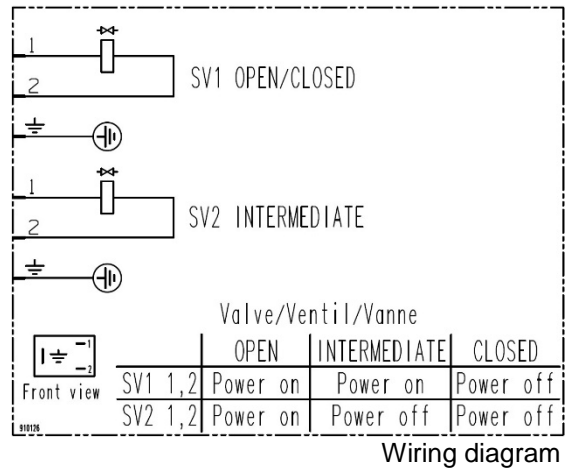 1
2
SV1 OPEN/CLOSED
1
2
SV2 INTERMEDIATE
Valve/Ventil/Vanne
OPEN INTERMEDIATE CLOSED
SV1 1,2 Power on Power on Power off
SV2 1,2 Power on Power off Power off
1
2
Front view
910126
Wiring diagram